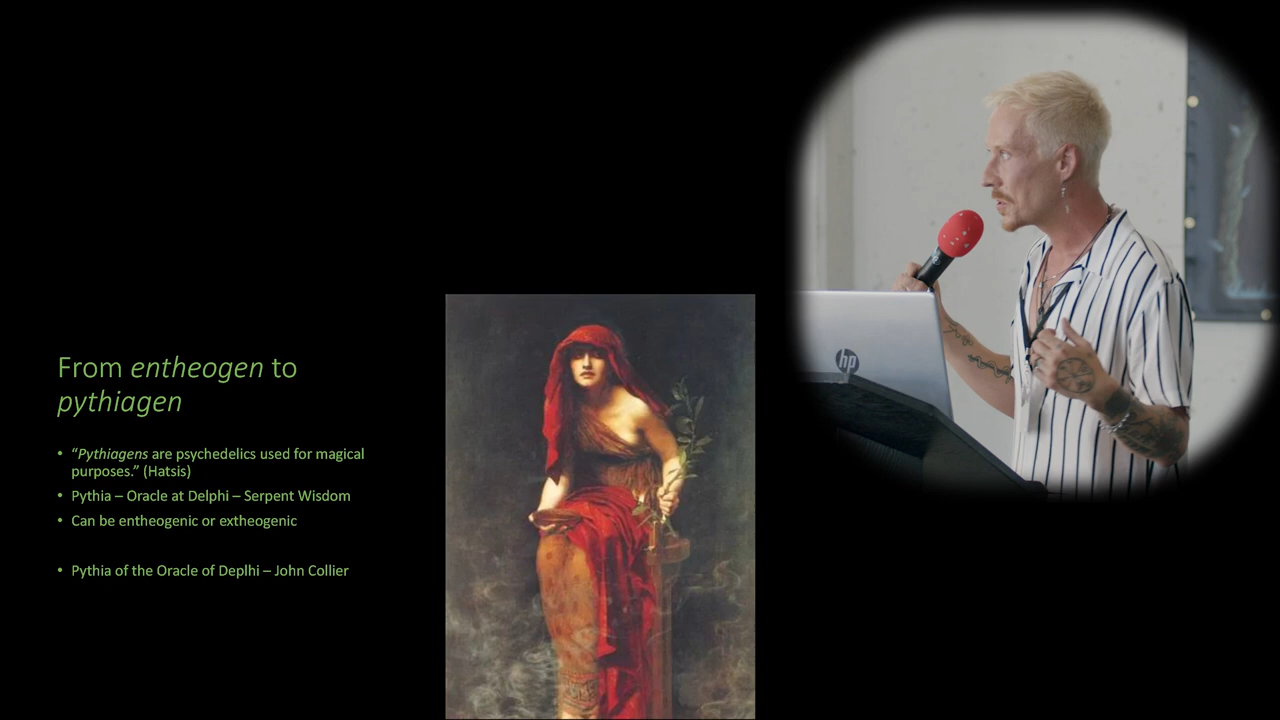 From entheogen to
pythiagen
• “Pythiagens are psychedelics used for magical
purposes.” (Hatsis)
• Pythia – Oracle at Delphi – Serpent Wisdom
• Can be entheogenic or extheogenic
• Pythia of the Oracle of Deplhi – John Collier
hp